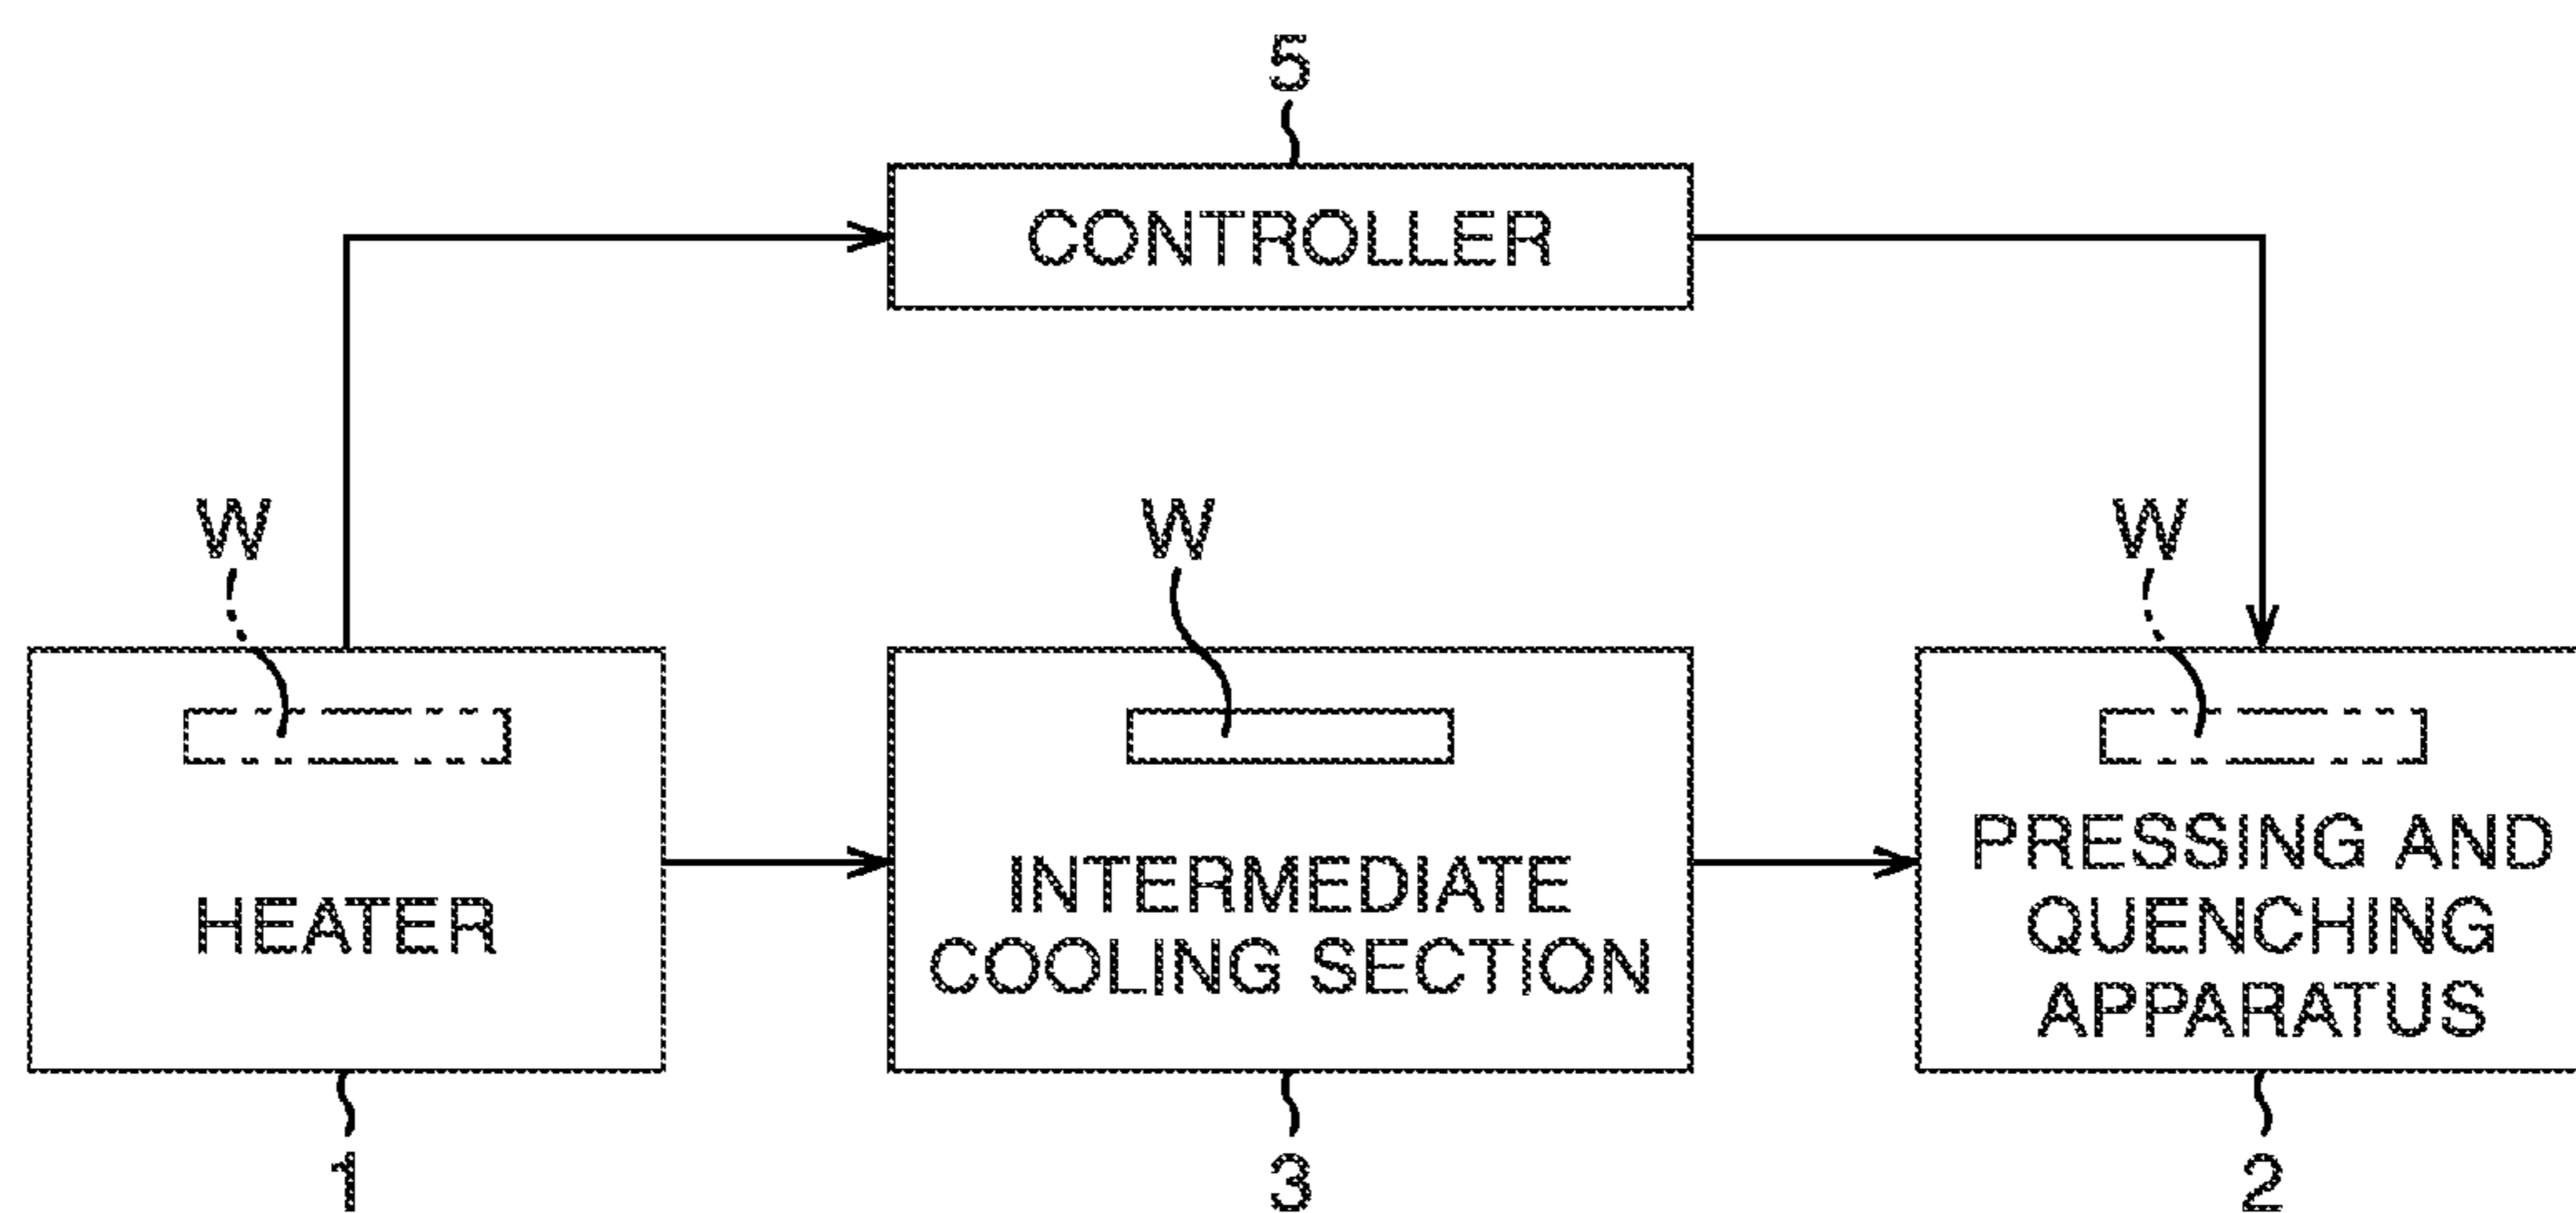 5
CONTROLLER
W
W
W
HEATER
INTERMEDIATE
COOLING SECTION
PRESSING AND
QUENCHING
APPARATUS
1
3
2